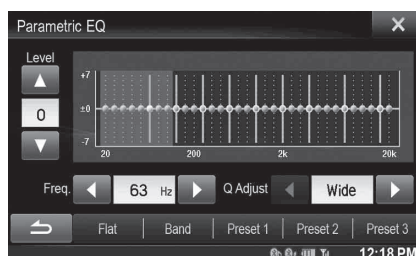 Parametric EQ
Level
+7
±0
-7
0
20 200 2k 20k
Freq. 63 Hz Q Adjust Wide
Flat Band Preset 1 Preset 2 Preset 3
12:18 PM